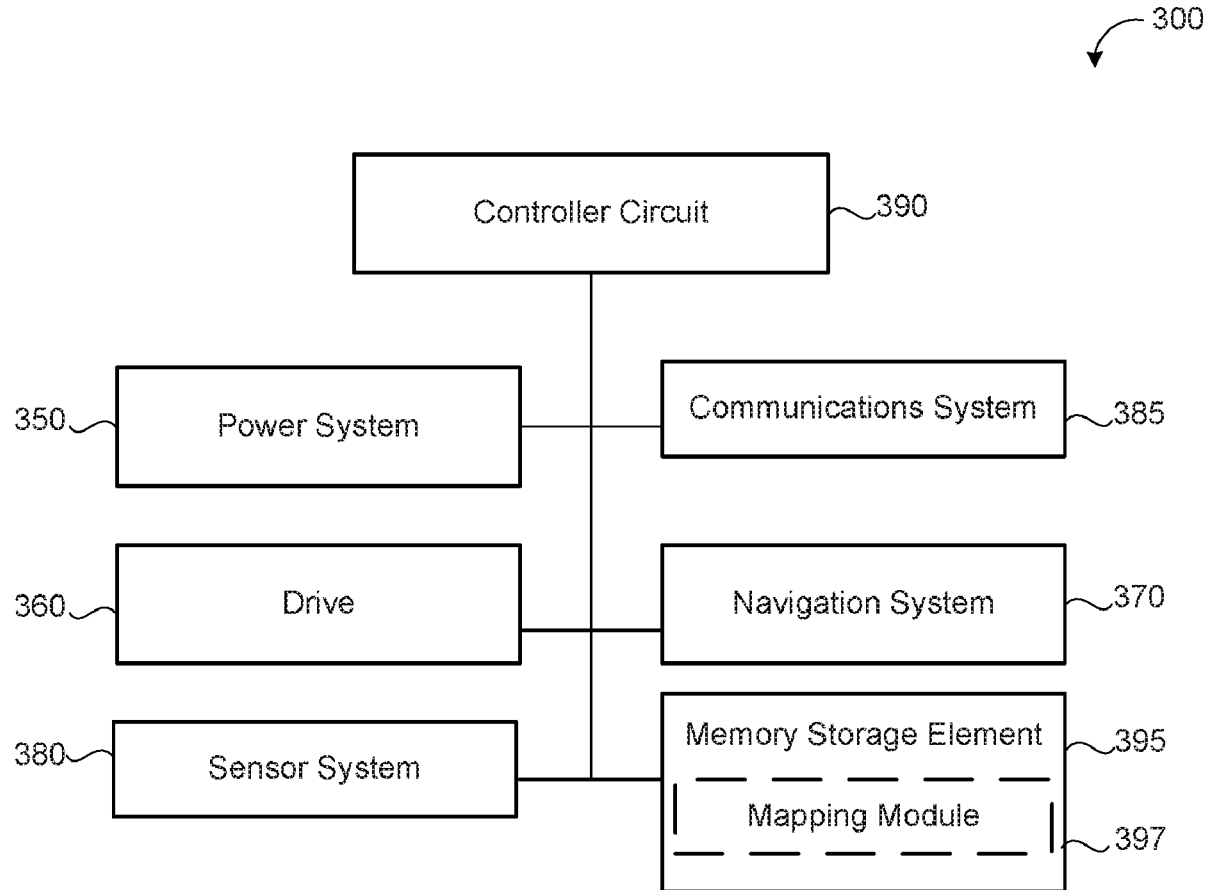 300
Controller Circuit
390
350
Power System
Communications System
385
360
Drive
Navigation System
370
380
Sensor System
Memory Storage Element
395
Mapping Module
397